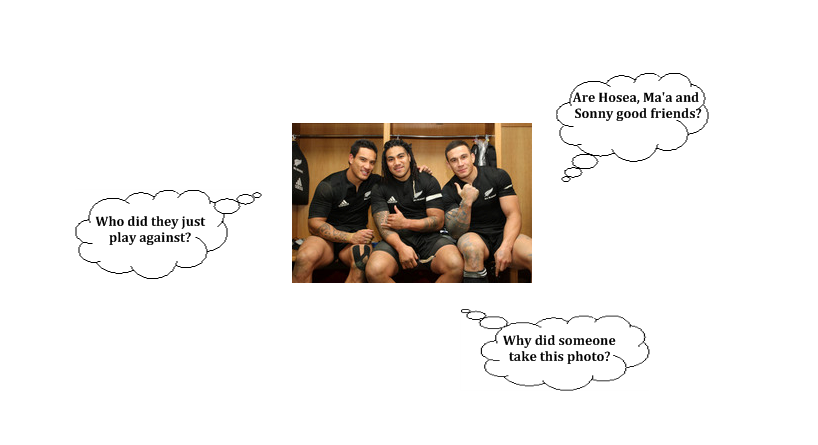 Are Hosea, Ma'a and
Sonny good friends?
Who did they just
play against?
Why did someone
take this photo?